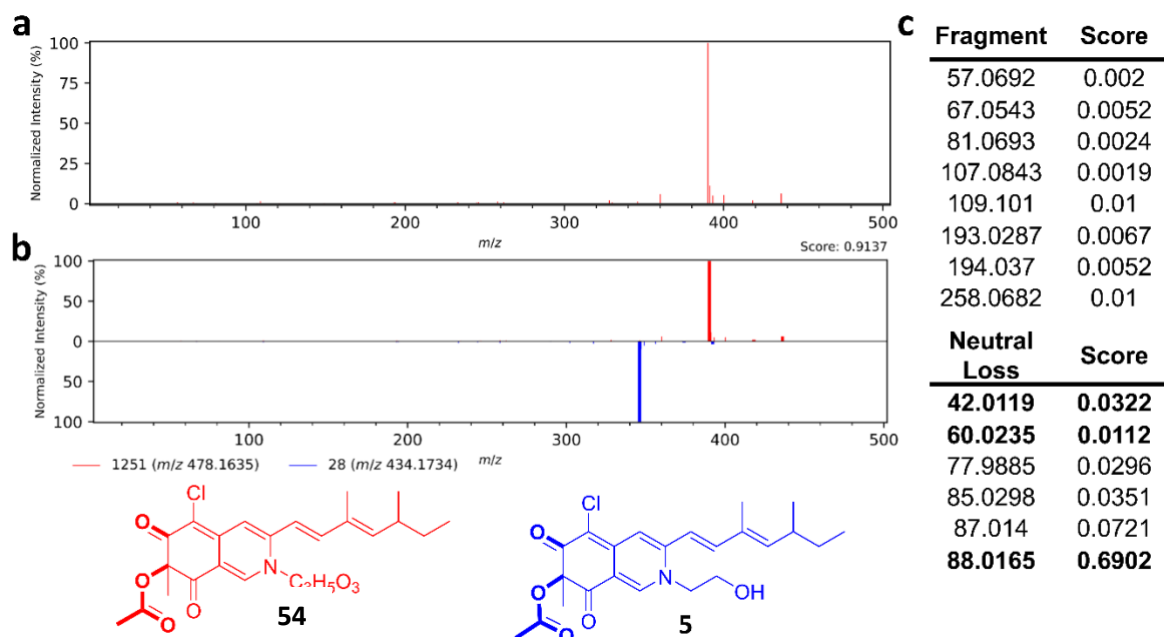 a
100
75
50
25
0
Normalized Intensity (%)
100
200
300
400
500
m/z
b
Score: 0.9137
100
50
0
50
100
Normalized Intensity (%)
0
100
200
300
400
500
m/z
1251 (m/z 478.1635)
28 (m/z 434.1734)
Cl
O
O
O
O
N
C₃H₅O₃
54
Cl
O
O
O
O
N
OH
5
c
Fragment Score
57.0692 0.002
67.0543 0.0052
81.0693 0.0024
107.0843 0.0019
109.101 0.01
193.0287 0.0067
194.037 0.0052
258.0682 0.01
Neutral
Loss Score
42.0119 0.0322
60.0235 0.0112
77.9885 0.0296
85.0298 0.0351
87.014 0.0721
88.0165 0.6902